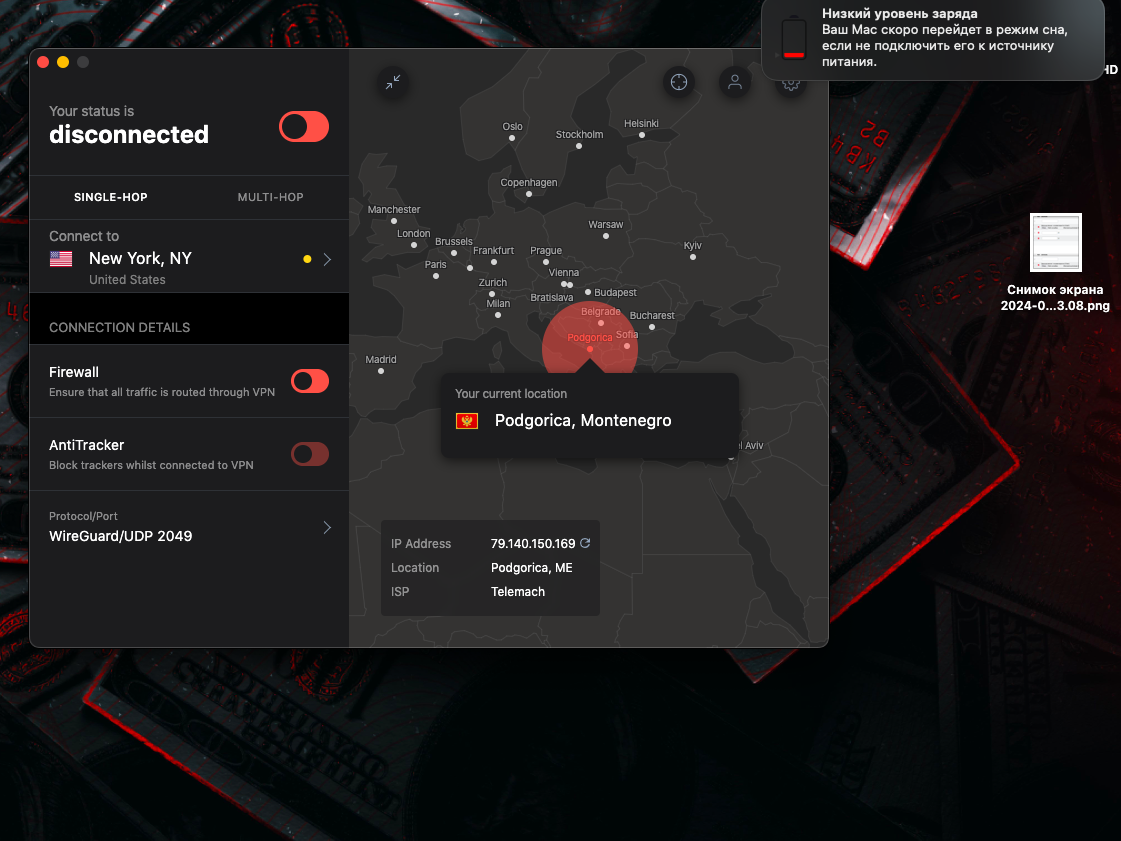 Низкий уровень заряда
Ваш Mac скоро перейдет в режим сна,
если не подключить его к источнику
питания.
HD
Your status is
disconnected
SINGLE-HOP
MULTI-HOP
Connect to
New York, NY
United States
CONNECTION DETAILS
Firewall
Ensure that all traffic is routed through VPN
AntiTracker
Block trackers whilst connected to VPN
Protocol/Port
WireGuard/UDP 2049
Oslo
Stockholm
Helsinki
Copenhagen
Manchester
London
Warsaw
Brussels
Frankfurt
Prague
Kyiv
Paris
Vienna
Zurich
Bratislava
Budapest
Milan
Belgrade
Bucharest
Podgorica
Sofia
Madrid
Your current location
Podgorica, Montenegro
l Aviv
IP Address
79.140.150.169
Location
Podgorica, ME
ISP
Telemach
Снимок экрана
2024-0...3.08.png